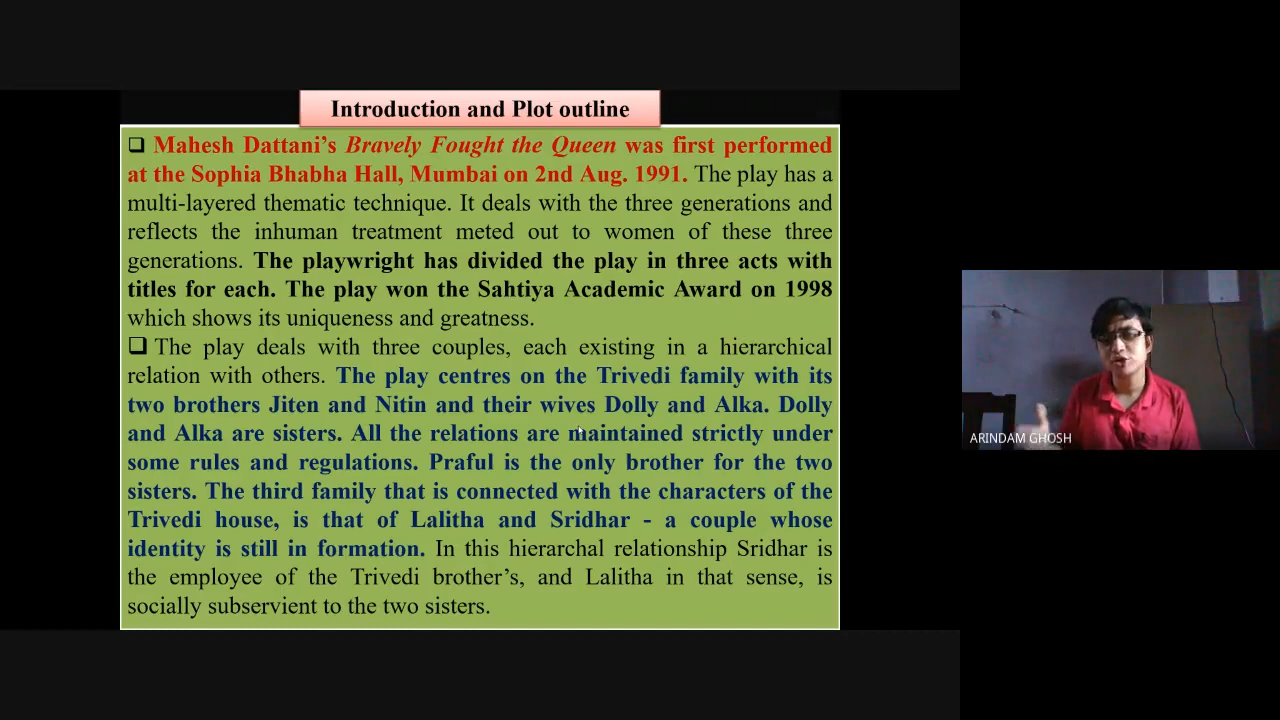 Introduction and Plot outline
❑ Mahesh Dattani's Bravely Fought the Queen was first performed
at the Sophia Bhabha Hall, Mumbai on 2nd Aug. 1991. The play has a
multi-layered thematic technique. It deals with the three generations and
reflects the inhuman treatment meted out to women of these three
generations. The playwright has divided the play in three acts with
titles for each. The play won the Sahtiya Academic Award on 1998
which shows its uniqueness and greatness.
❑ The play deals with three couples, each existing in a hierarchical
relation with others. The play centres on the Trivedi family with its
two brothers Jiten and Nitin and their wives Dolly and Alka. Dolly
and Alka are sisters. All the relations are maintained strictly under
some rules and regulations. Praful is the only brother for the two
sisters. The third family that is connected with the characters of the
Trivedi house, is that of Lalitha and Sridhar - a couple whose
identity is still in formation. In this hierarchal relationship Sridhar is
the employee of the Trivedi brother's, and Lalitha in that sense, is
socially subservient to the two sisters.
ARINDAM GHOSH